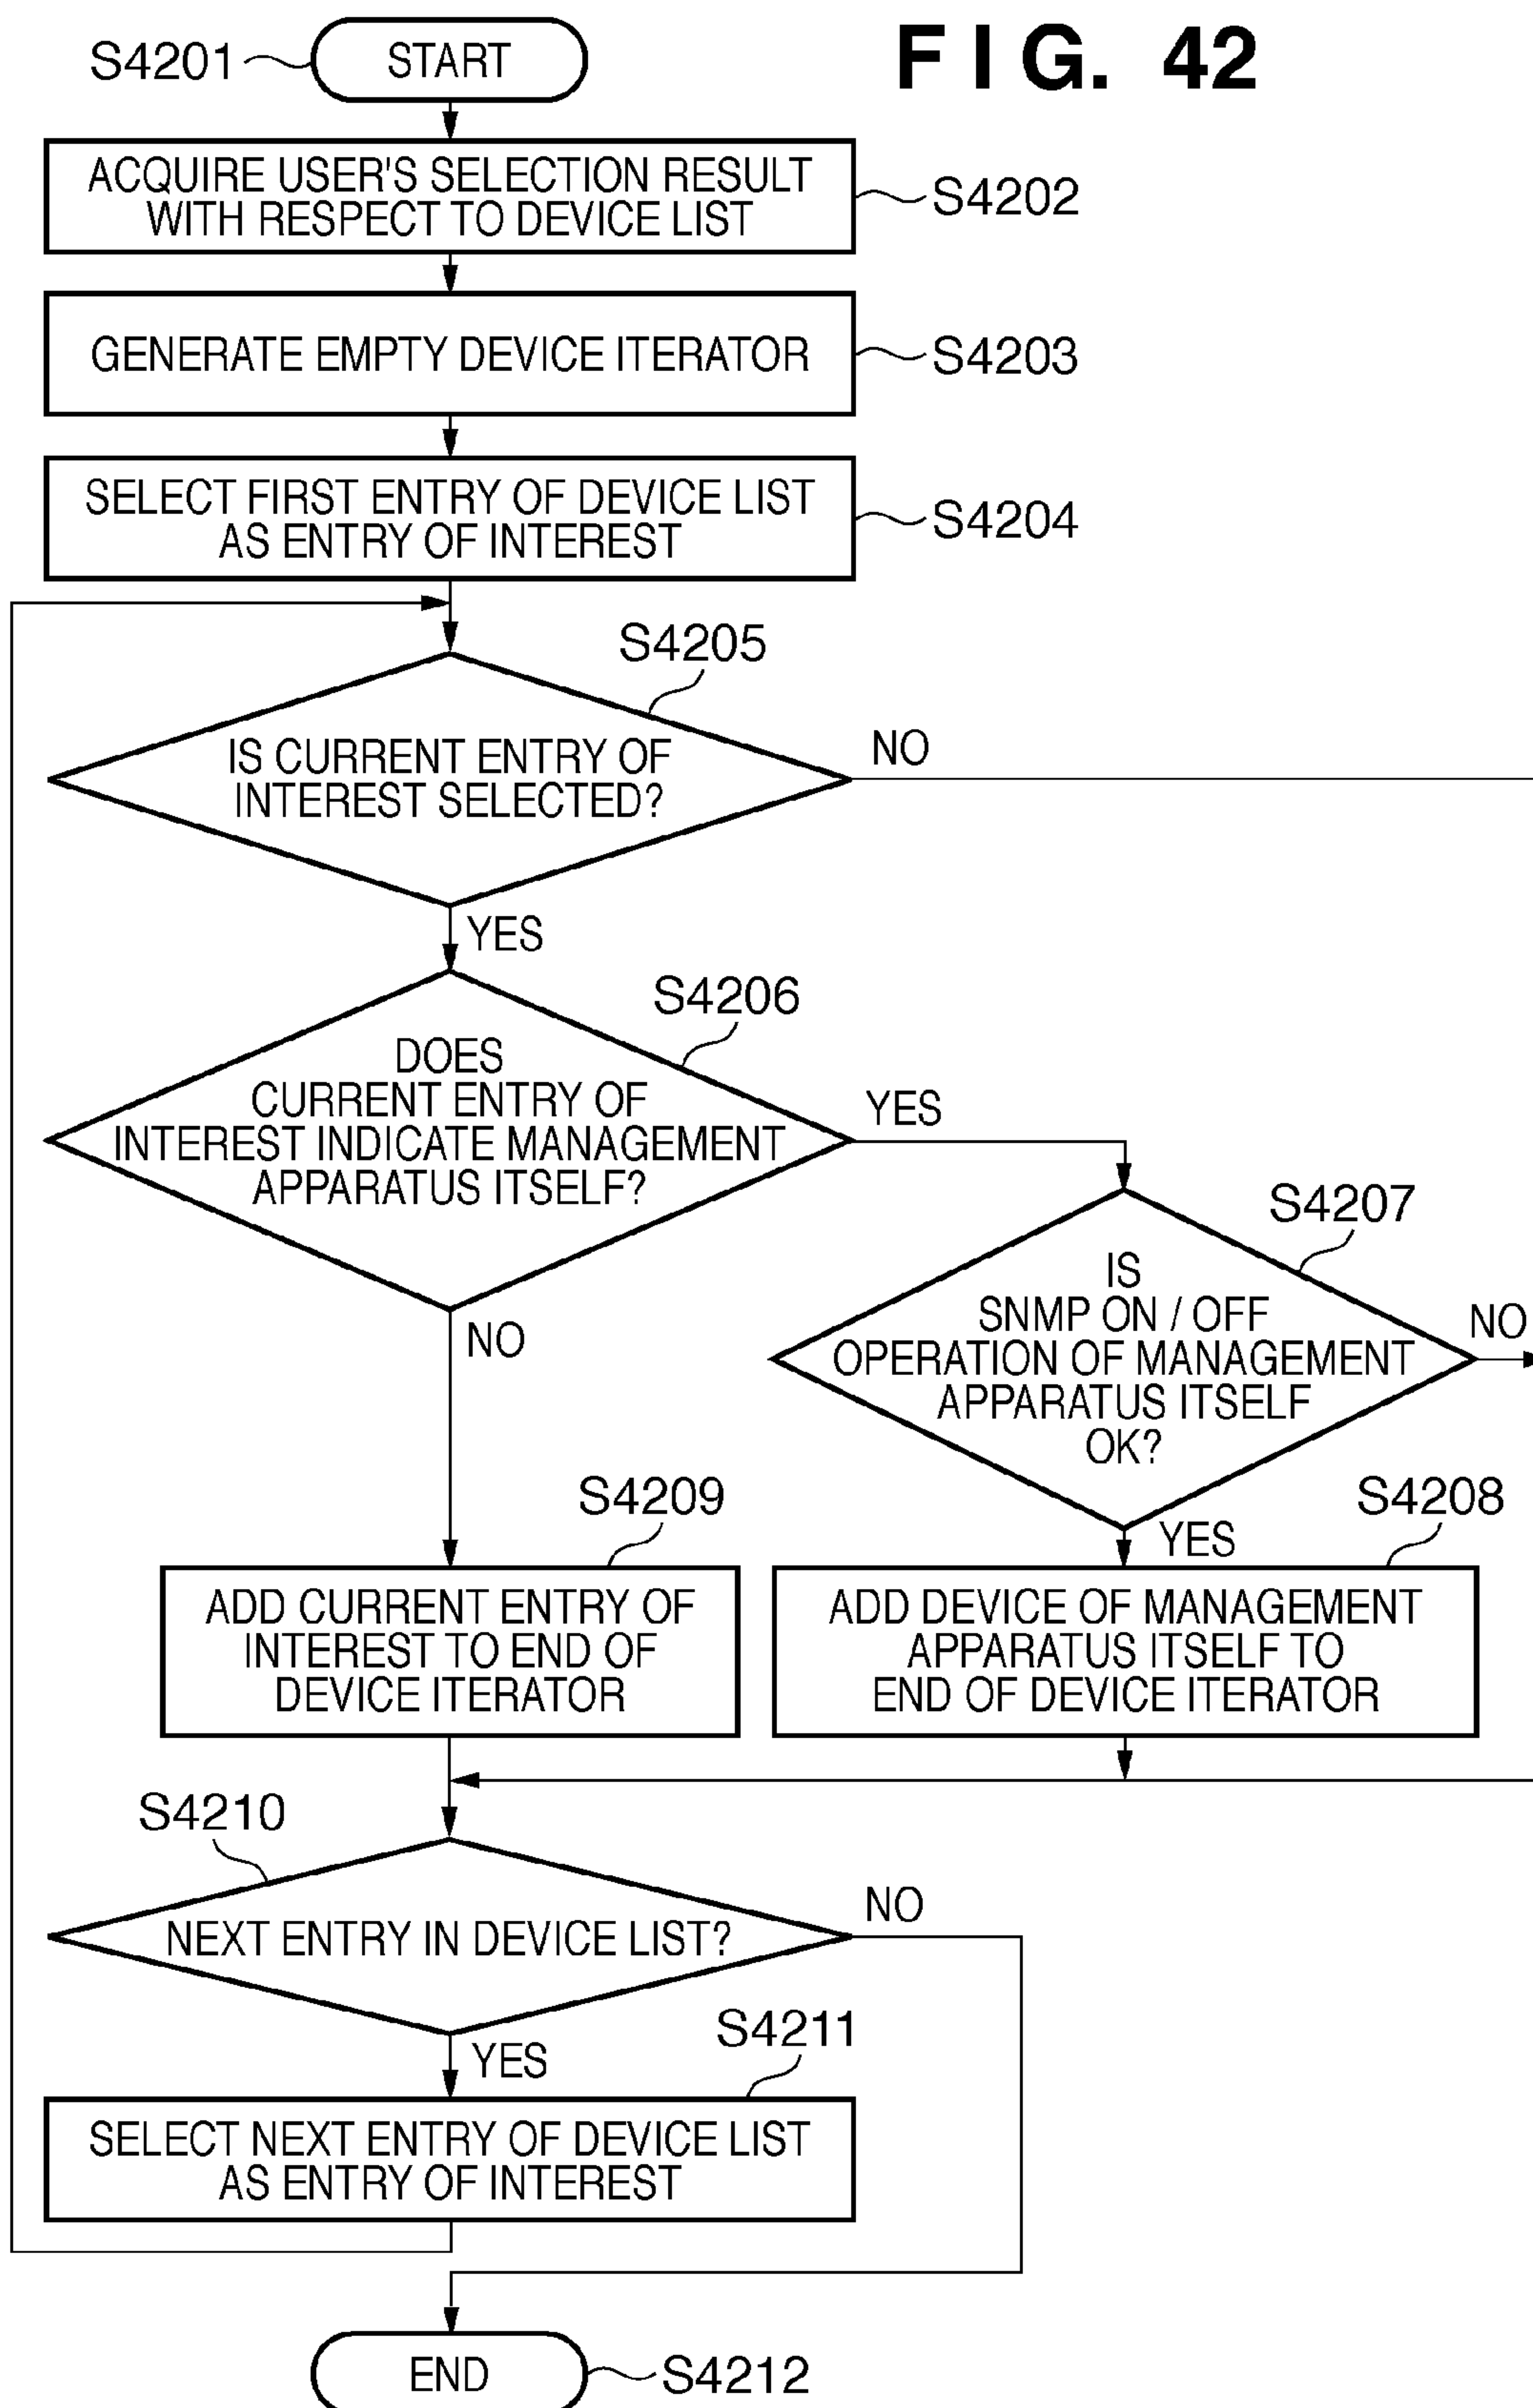 FIG. 42
S4201
START
ACQUIRE USER'S SELECTION RESULT
WITH RESPECT TO DEVICE LIST
S4202
GENERATE EMPTY DEVICE ITERATOR
S4203
SELECT FIRST ENTRY OF DEVICE LIST
AS ENTRY OF INTEREST
S4204
S4205
IS CURRENT ENTRY OF
INTEREST SELECTED?
NO
YES
S4206
DOES
CURRENT ENTRY OF
INTEREST INDICATE MANAGEMENT
APPARATUS ITSELF?
YES
NO
S4207
IS
SNMP ON / OFF
OPERATION OF MANAGEMENT
APPARATUS ITSELF
OK?
NO
YES
S4209
ADD CURRENT ENTRY OF
INTEREST TO END OF
DEVICE ITERATOR
S4208
ADD DEVICE OF MANAGEMENT
APPARATUS ITSELF TO
END OF DEVICE ITERATOR
S4210
NEXT ENTRY IN DEVICE LIST?
NO
YES
S4211
SELECT NEXT ENTRY OF DEVICE LIST
AS ENTRY OF INTEREST
END
S4212